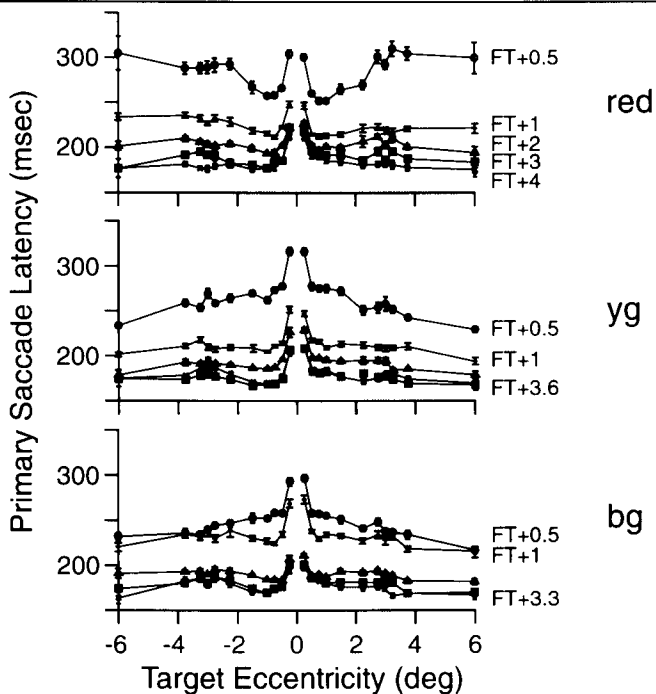 Primary Saccade Latency (msec)
300
200
FT+0.5
FT+1
FT+2
FT+3
FT+4
red
300
200
FT+0.5
FT+1
FT+3.6
yg
300
200
FT+0.5
FT+1
FT+3.3
bg
-6 -4 -2 0 2 4 6
Target Eccentricity (deg)